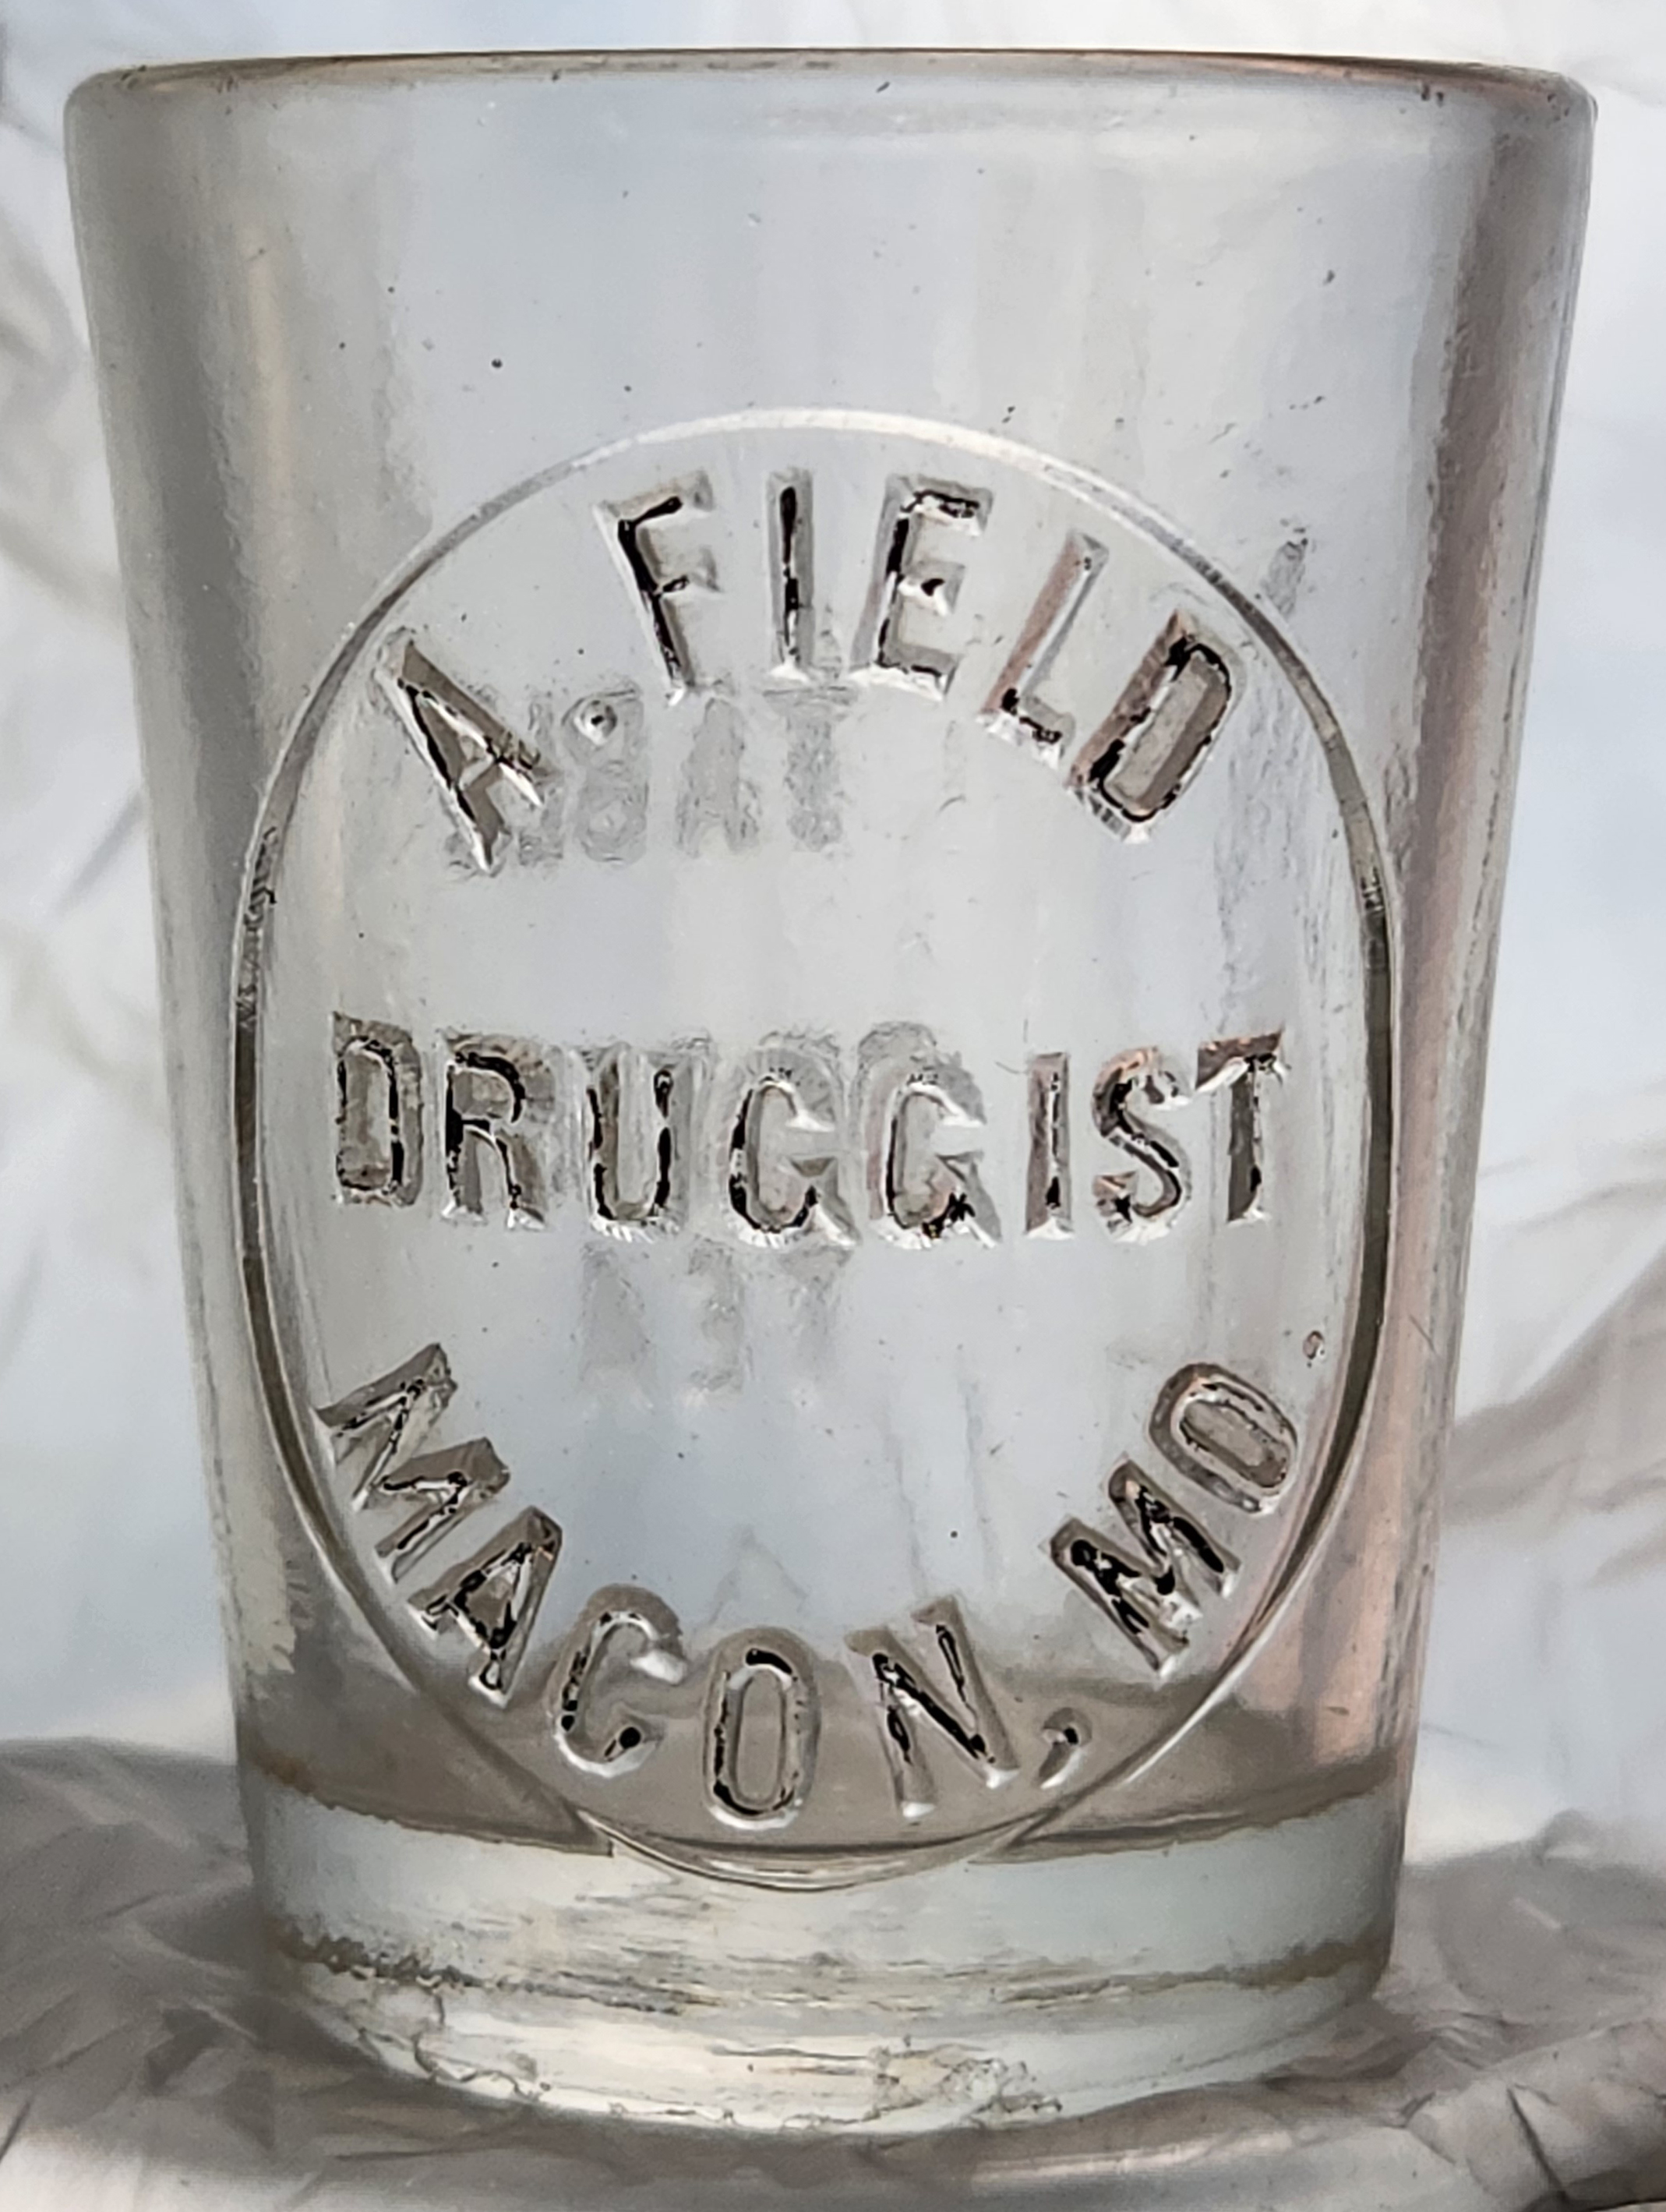 A FIELD
DRUGGIST
MACON, MO.